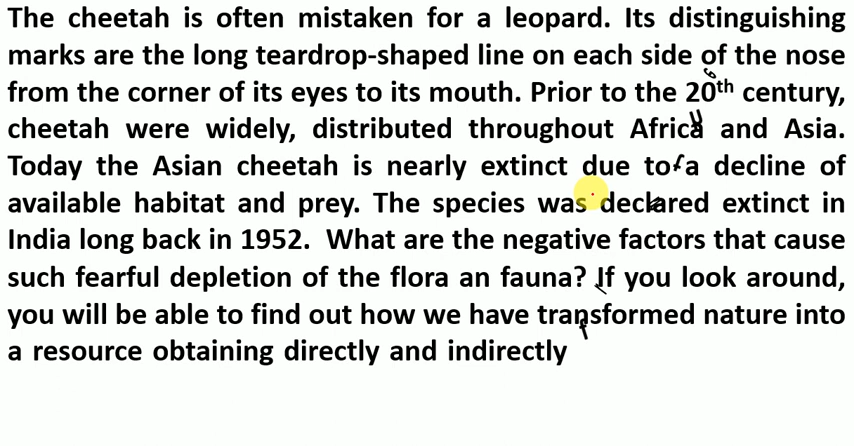 The cheetah is often mistaken for a leopard. Its distinguishing
marks are the long teardrop-shaped line on each side of the nose
from the corner of its eyes to its mouth. Prior to the 20th century,
cheetah were widely, distributed throughout Africa and Asia.
Today the Asian cheetah is nearly extinct due to a decline of
available habitat and prey. The species was declared extinct in
India long back in 1952. What are the negative factors that cause
such fearful depletion of the flora an fauna? If you look around,
you will be able to find out how we have transformed nature into
a resource obtaining directly and indirectly